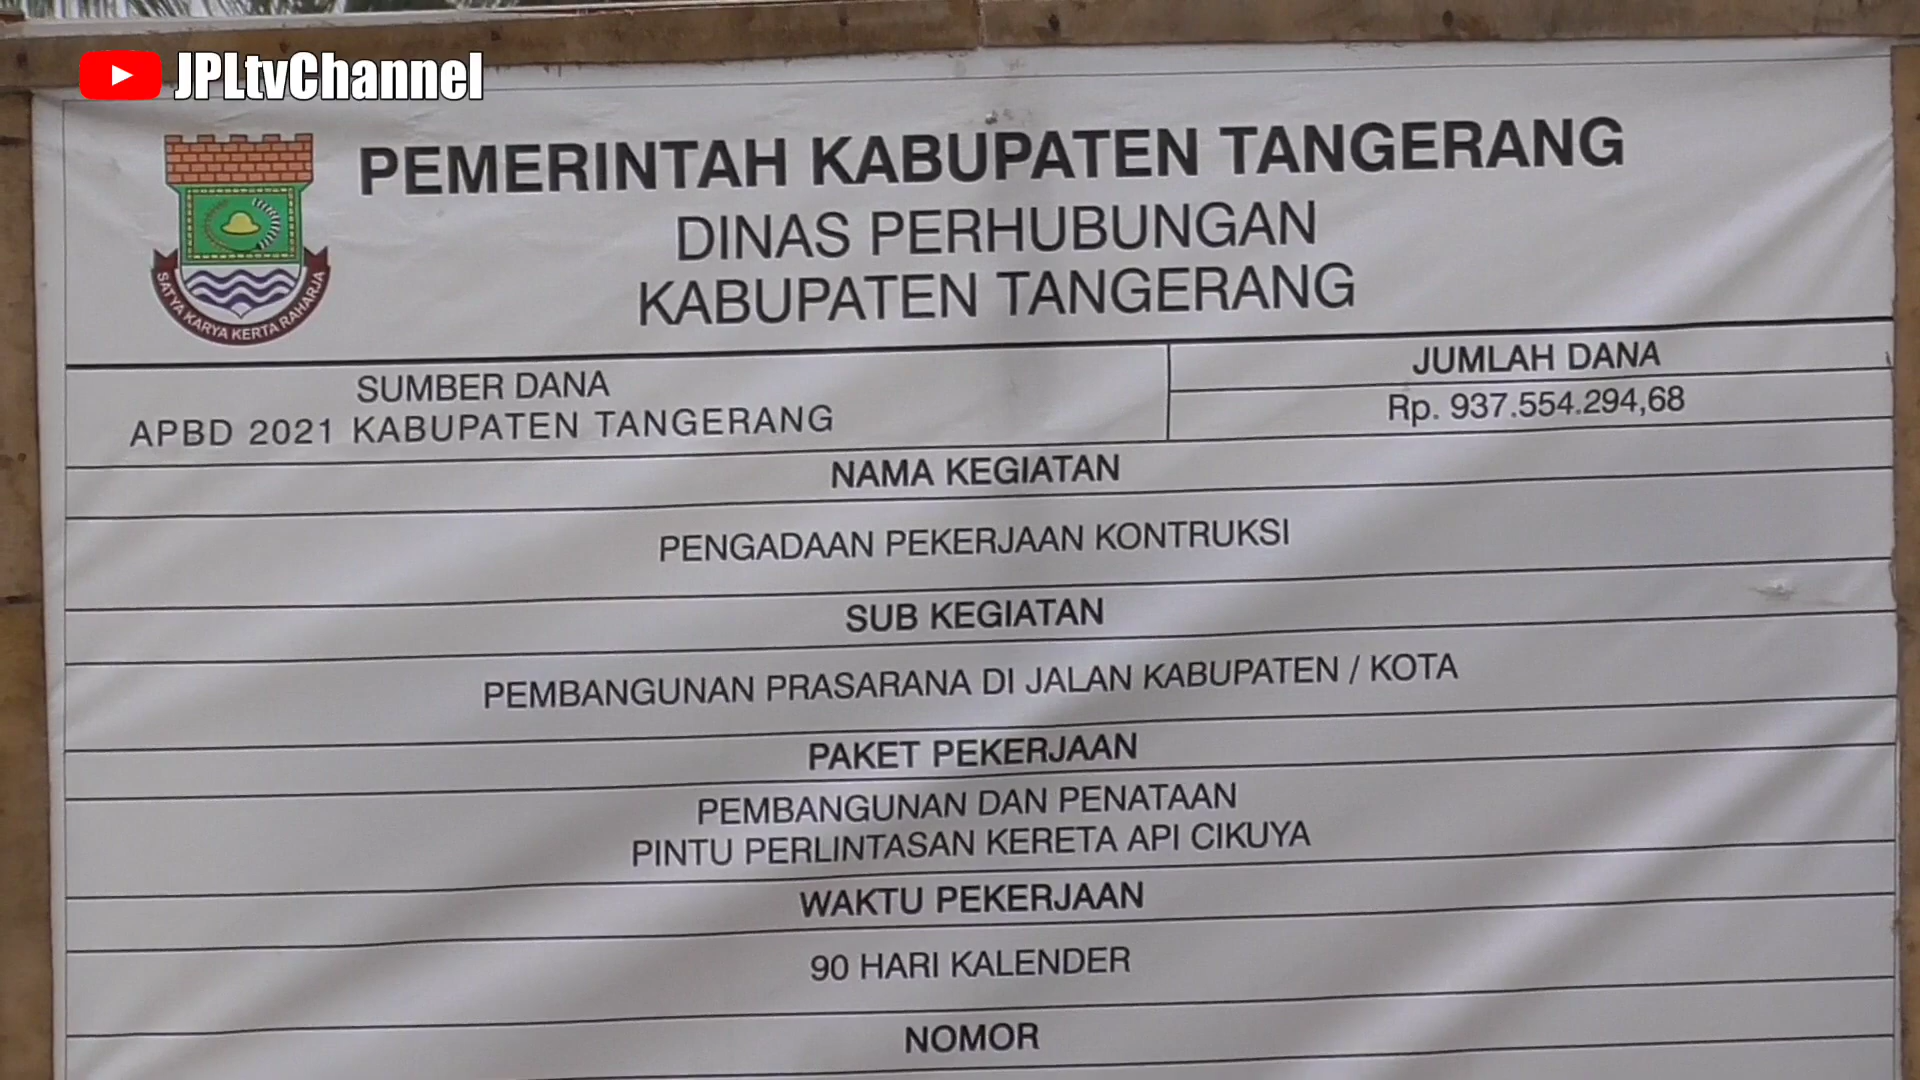 JPLtvChannel
PEMERINTAH KABUPATEN TANGERANG
DINAS PERHUBUNGAN
KABUPATEN TANGERANG
SATYA KARYA KERTA RAHARJA
SUMBER DANA
APBD 2021 KABUPATEN TANGERANG
JUMLAH DANA
Rp. 937.554.294,68
NAMA KEGIATAN
PENGADAAN PEKERJAAN KONTRUKSI
SUB KEGIATAN
PEMBANGUNAN PRASARANA DI JALAN KABUPATEN / KOTA
PAKET PEKERJAAN
PEMBANGUNAN DAN PENATAAN
PINTU PERLINTASAN KERETA API CIKUYA
WAKTU PEKERJAAN
90 HARI KALENDER
NOMOR